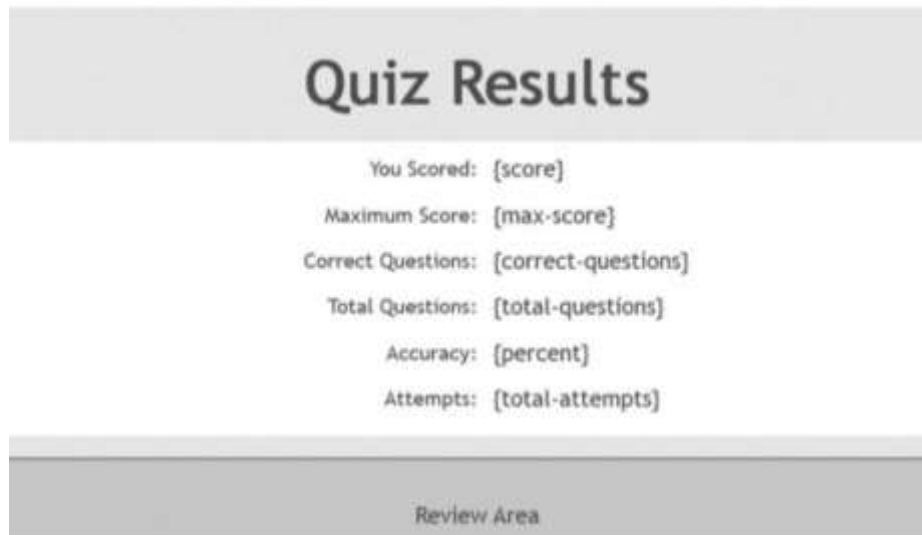 Quiz Results
You Scored: {score}
Maximum Score: {max-score}
Correct Questions: {correct-questions}
Total Questions: {total-questions}
Accuracy: {percent}
Attempts: {total-attempts}
Review Area